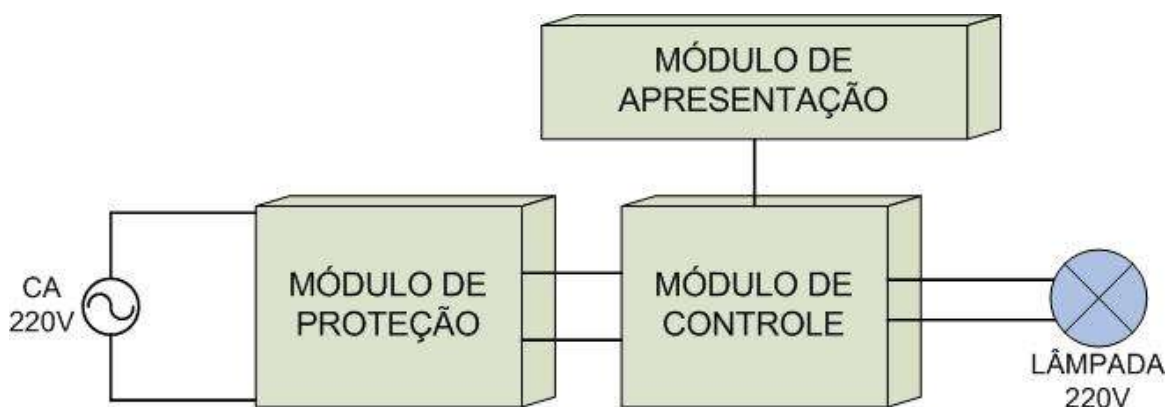 MÓDULO DE
APRESENTAÇÃO
CA
220V
MÓDULO DE
PROTEÇÃO
MÓDULO DE
CONTROLE
LÂMPADA
220V